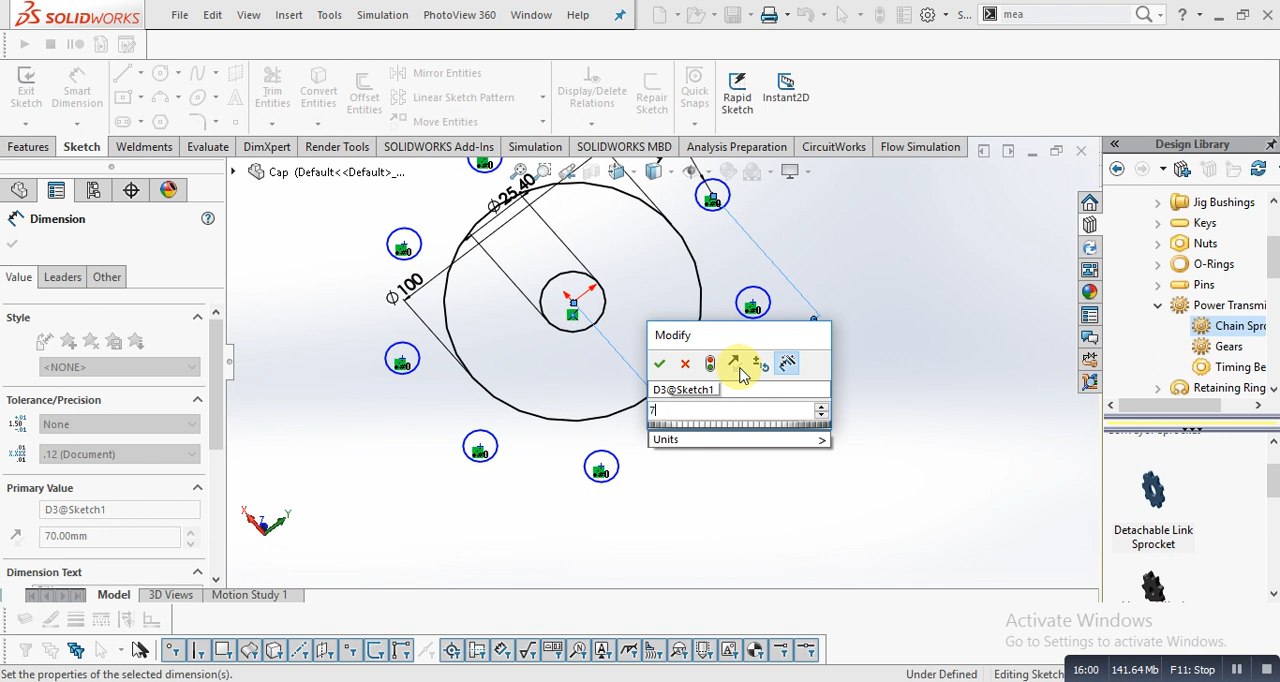 SOLIDWORKS
File Edit View Insert Tools Simulation PhotoView 360 Window Help
S... mea
Exit Sketch
Smart Dimension
Trim Entities
Convert Entities
Offset Entities
Mirror Entities
Linear Sketch Pattern
Move Entities
Display/Delete Relations
Repair Sketch
Quick Snaps
Rapid Sketch
Instant2D
Features Sketch Weldments Evaluate DimXpert Render Tools SOLIDWORKS Add-Ins Simulation SOLIDWORKS MBD Analysis Preparation CircuitWorks Flow Simulation
Design Library
Cap (Default<<Default>_...
Dimension
Value Leaders Other
Style
<NONE>
Tolerance/Precision
None
.12 (Document)
Primary Value
D3@Sketch1
70.00mm
Dimension Text
Ø25.40
Ø100
Modify
D3@Sketch1
7
Units >
Jig Bushings
Keys
Nuts
O-Rings
Pins
Power Transmi
Chain Spro
Gears
Timing Be
Retaining Ring
Detachable Link
Sprocket
Model 3D Views Motion Study 1
X Z Y
Activate Windows
Go to Settings to activate Windows.
Set the properties of the selected dimension(s).
Under Defined Editing Sketch
16:00 141.64 Mb F11: Stop